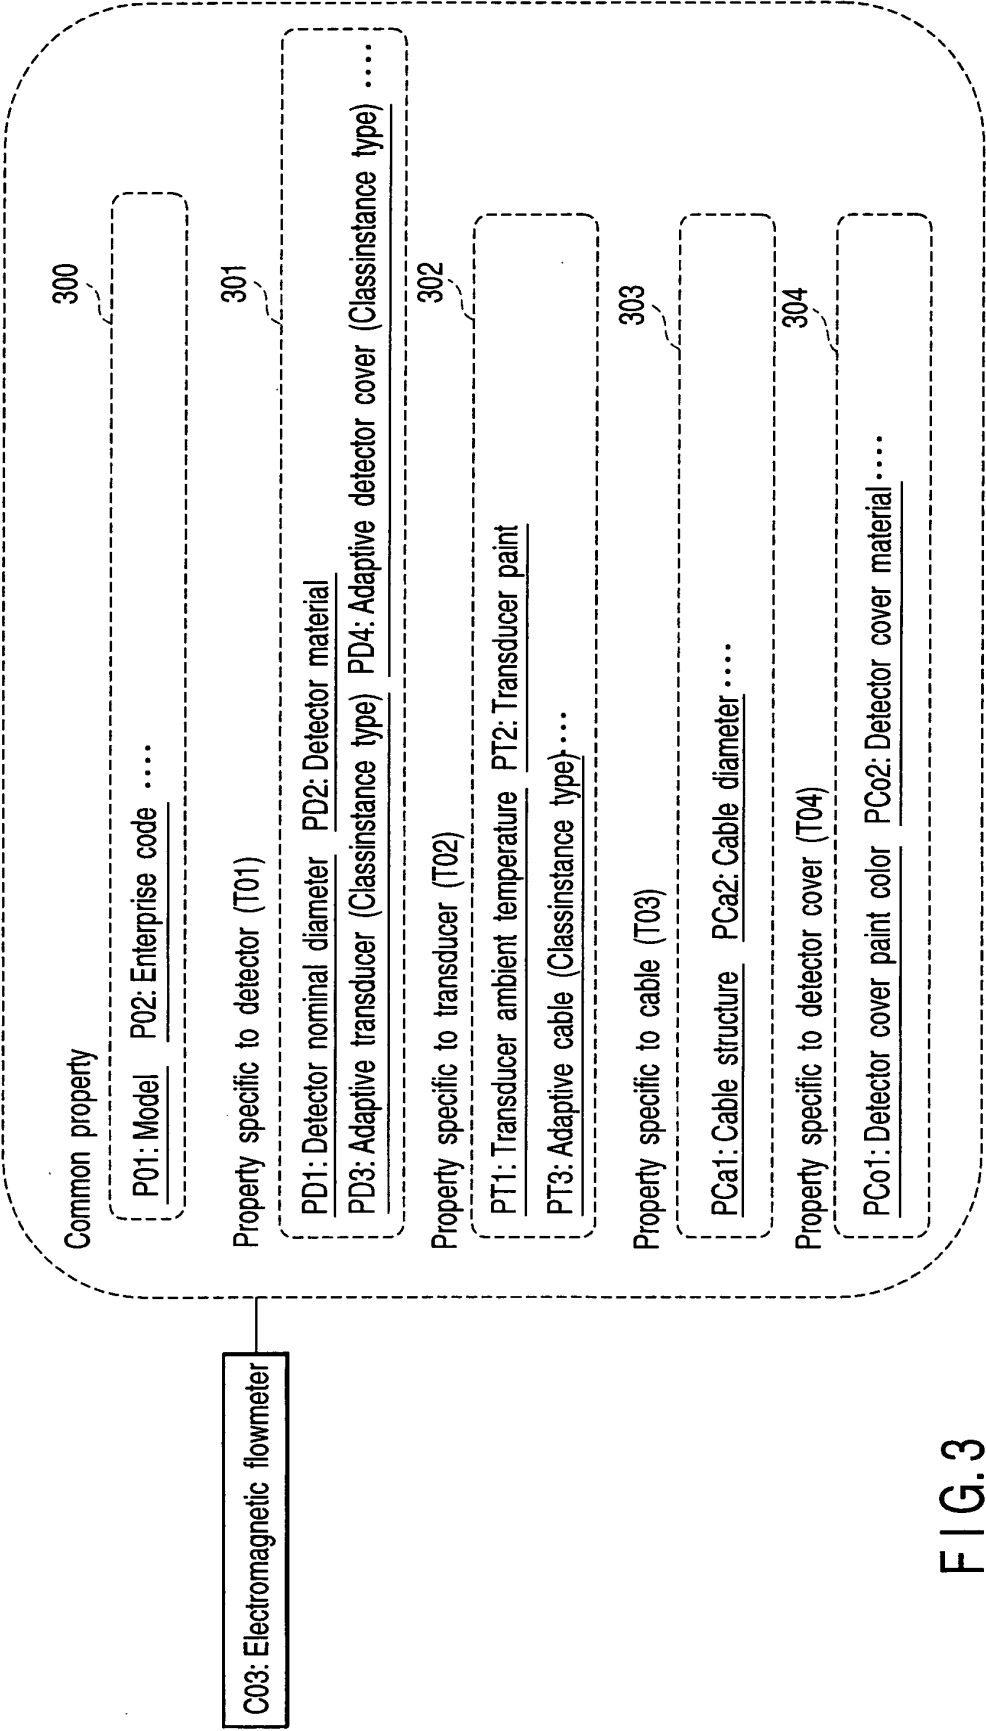 C03: Electromagnetic flowmeter
Common property
300
P01: Model P02: Enterprise code ....
Property specific to detector (T01)
301
PD1: Detector nominal diameter PD2: Detector material
PD3: Adaptive transducer (Classinstance type) PD4: Adaptive detector cover (Classinstance type) ....
Property specific to transducer (T02)
302
PT1: Transducer ambient temperature PT2: Transducer paint
PT3: Adaptive cable (Classinstance type)....
Property specific to cable (T03)
303
PCa1: Cable structure PCa2: Cable diameter....
Property specific to detector cover (T04)
304
PCo1: Detector cover paint color PCo2: Detector cover material....
FIG.3